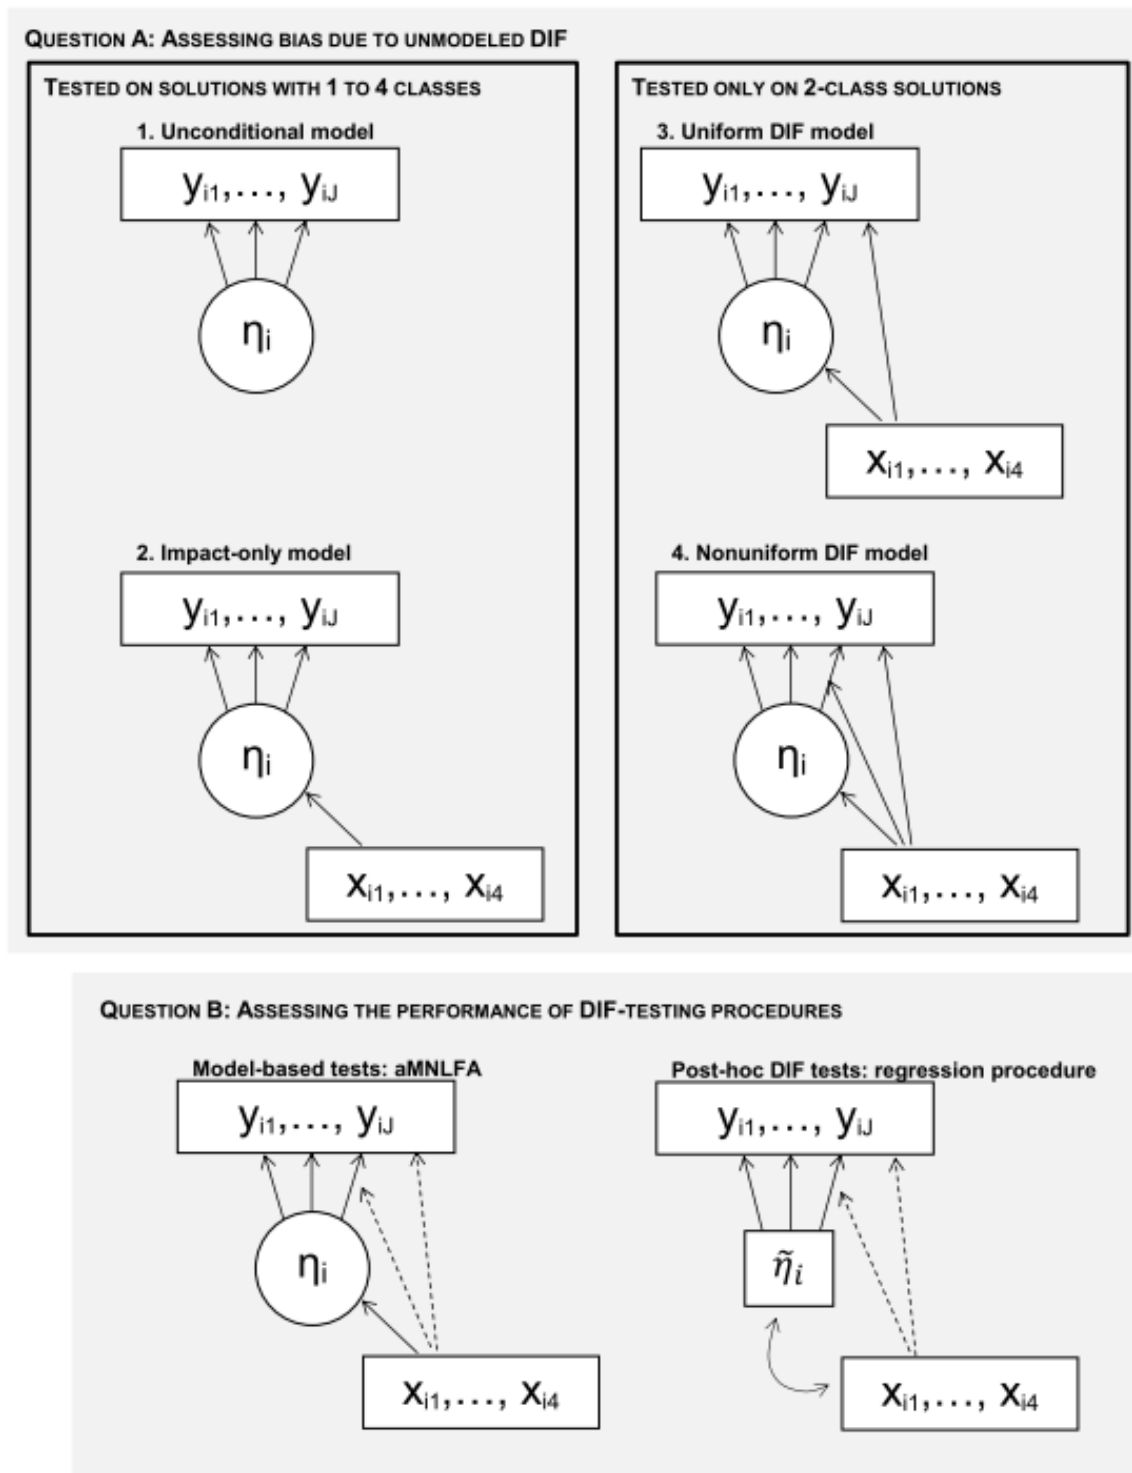 QUESTION A: ASSESSING BIAS DUE TO UNMODELED DIF
TESTED ON SOLUTIONS WITH 1 TO 4 CLASSES
1. Unconditional model
yi1,..., yiJ
ηi
2. Impact-only model
yi1,..., yiJ
ηi
xi1,..., xi4
TESTED ONLY ON 2-CLASS SOLUTIONS
3. Uniform DIF model
yi1,..., yiJ
ηi
xi1,..., xi4
4. Nonuniform DIF model
yi1,..., yiJ
ηi
xi1,..., xi4
QUESTION B: ASSESSING THE PERFORMANCE OF DIF-TESTING PROCEDURES
Model-based tests: aMNLFA
yi1,..., yiJ
ηi
xi1,..., xi4
Post-hoc DIF tests: regression procedure
yi1,..., yiJ
η̃i
xi1,..., xi4